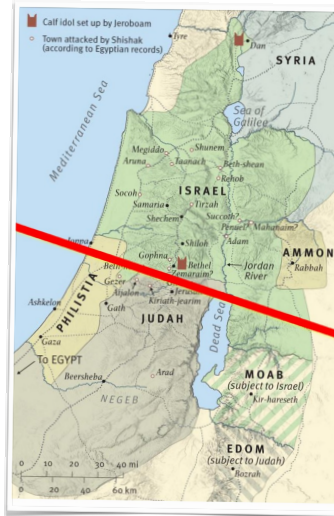 Calf idol set up by Jeroboam
Town attacked by Shishak
(according to Egyptian records)
Tyre
Dan
SYRIA
Mediterranean Sea
Sea of
Galilee
Megiddo
Shunem
Aruna
Taanach
Beth-shean
Rehob
Socoh
ISRAEL
Samaria
Tirzah
Shechem
Succoth?
Penuel?
Mahanaim?
Joppa
Shiloh
Adam
AMMON
Gophna
Bethel
Jordan
River
Rabbah
Zemaraim?
Gezer
Aijalon
Kiriath-jearim
PHILISTIA
Ashkelon
Gath
JUDAH
Dead Sea
Gaza
To EGYPT
MOAB
(subject to Israel)
Kir-hareseth
Beersheba
Arad
NEGEB
EDOM
(subject to Judah)
Bozrah
0 20 40 mi
0 20 40 60 km